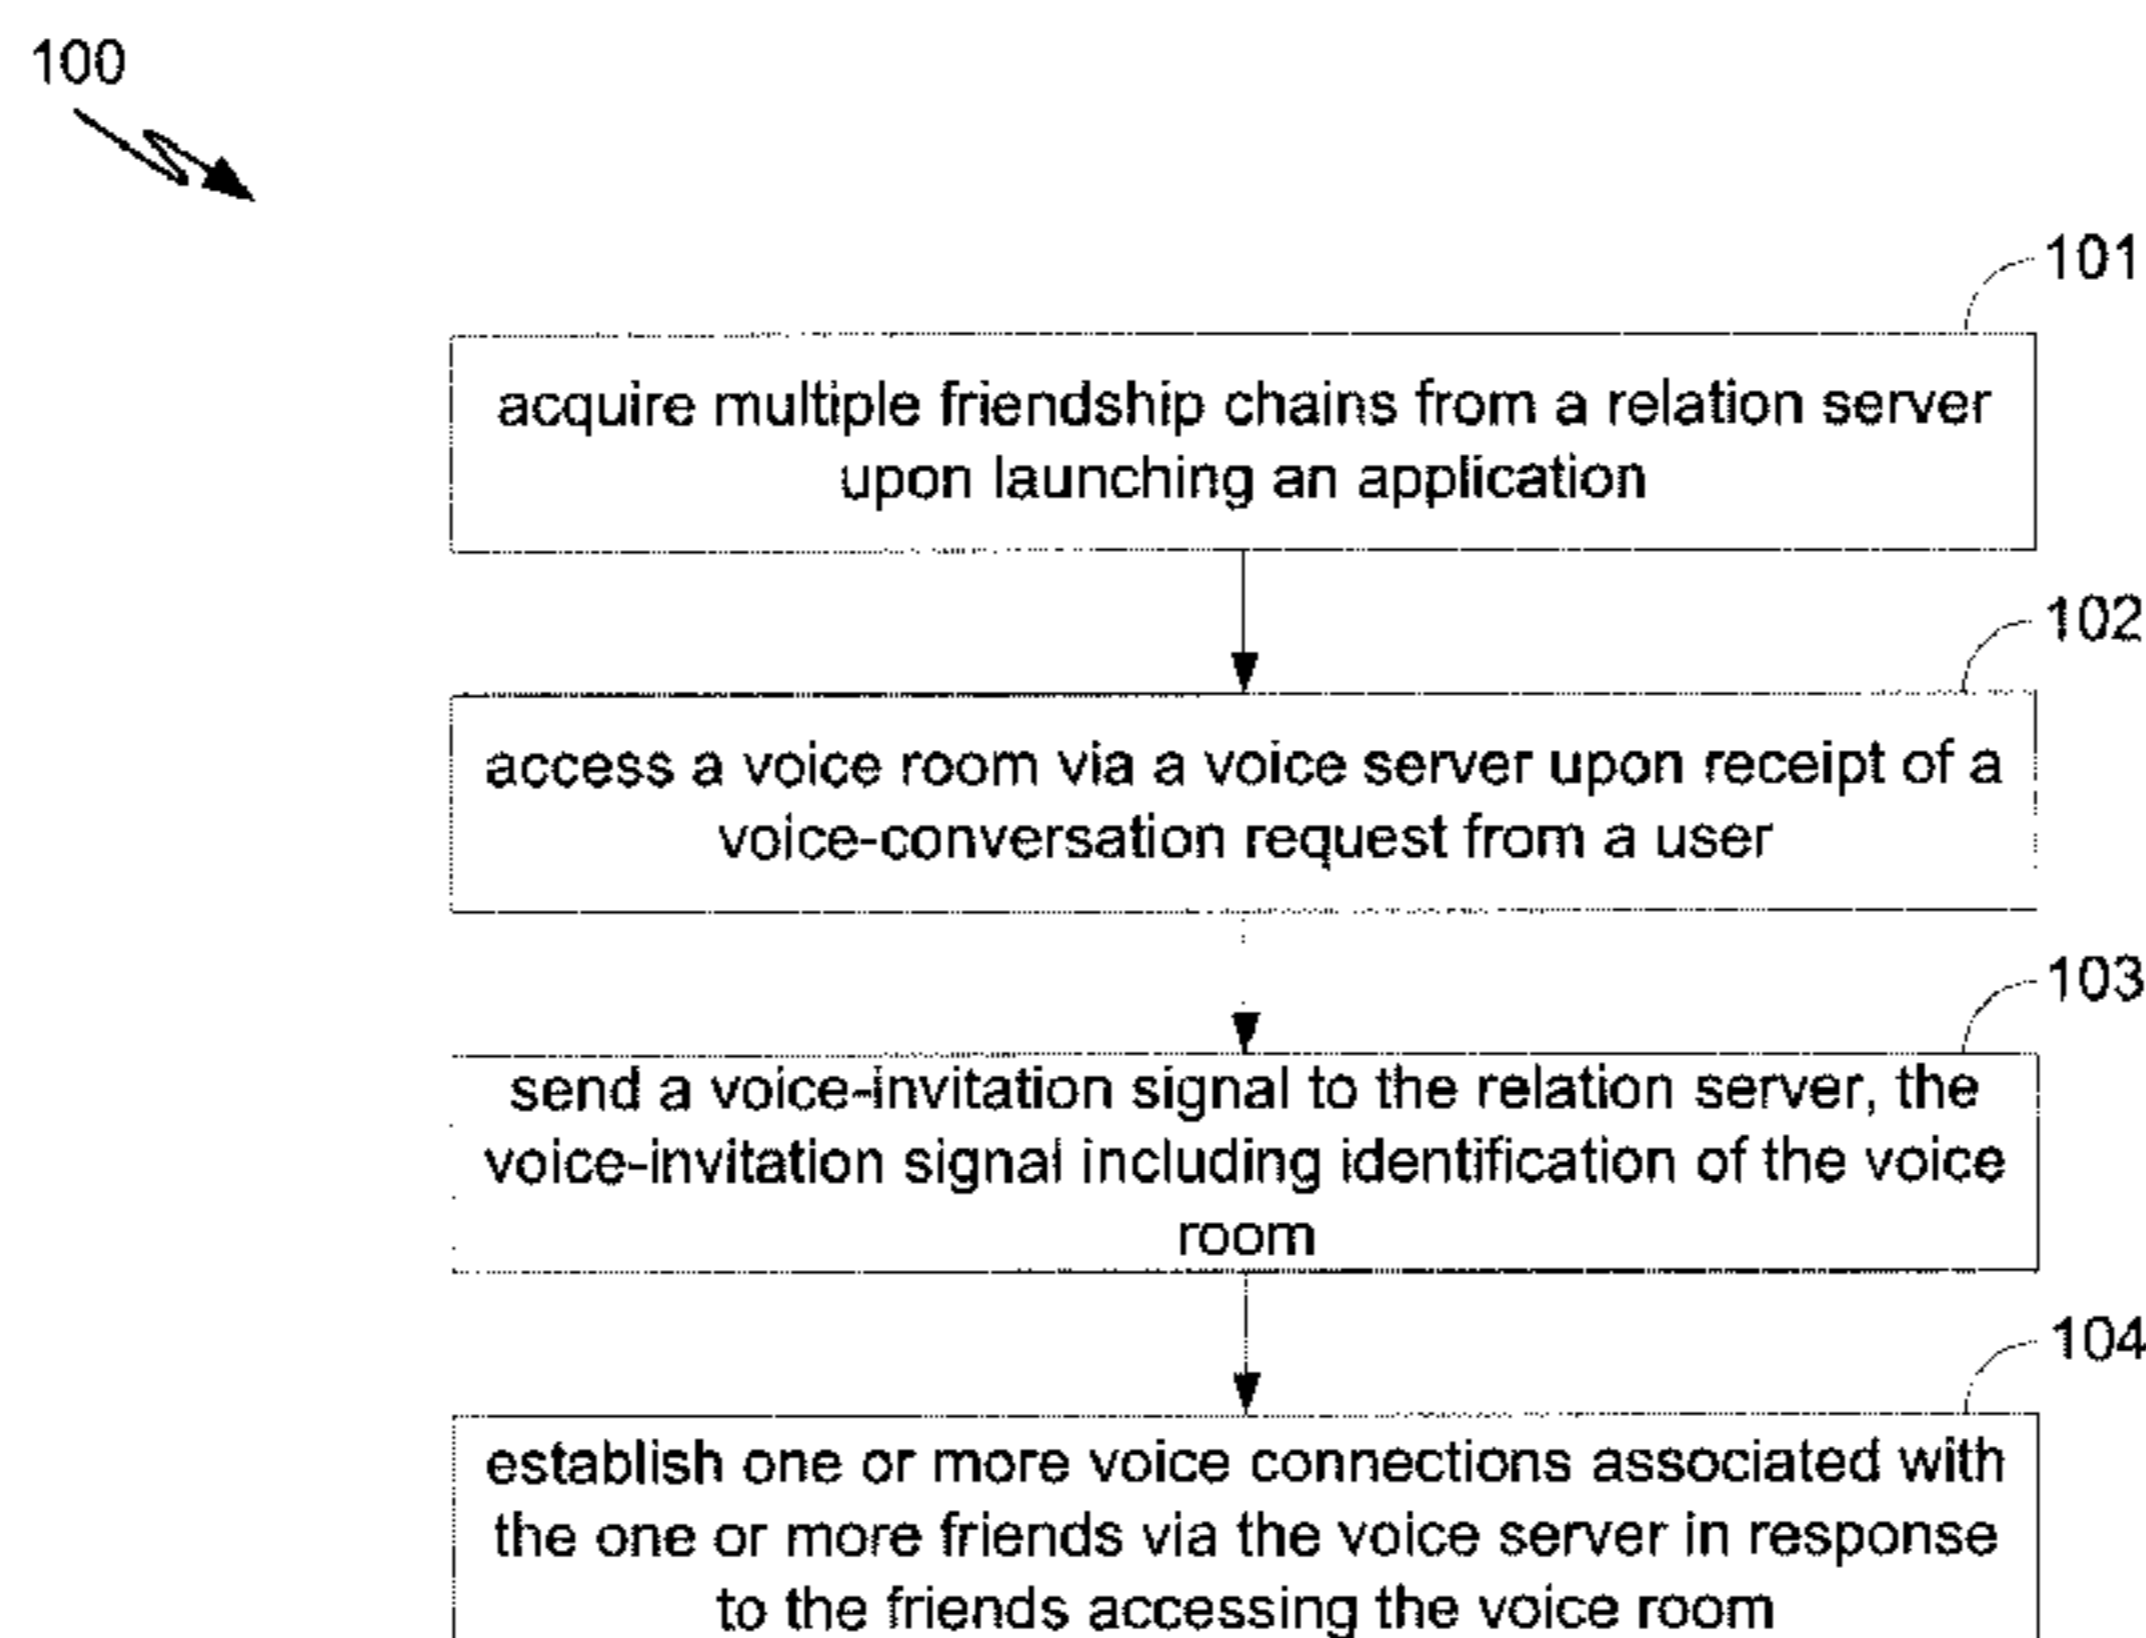 100
101
acquire multiple friendship chains from a relation server
upon launching an application
102
access a voice room via a voice server upon receipt of a
voice-conversation request from a user
103
send a voice-invitation signal to the relation server, the
voice-invitation signal including identification of the voice
room
104
establish one or more voice connections associated with
the one or more friends via the voice server in response
to the friends accessing the voice room